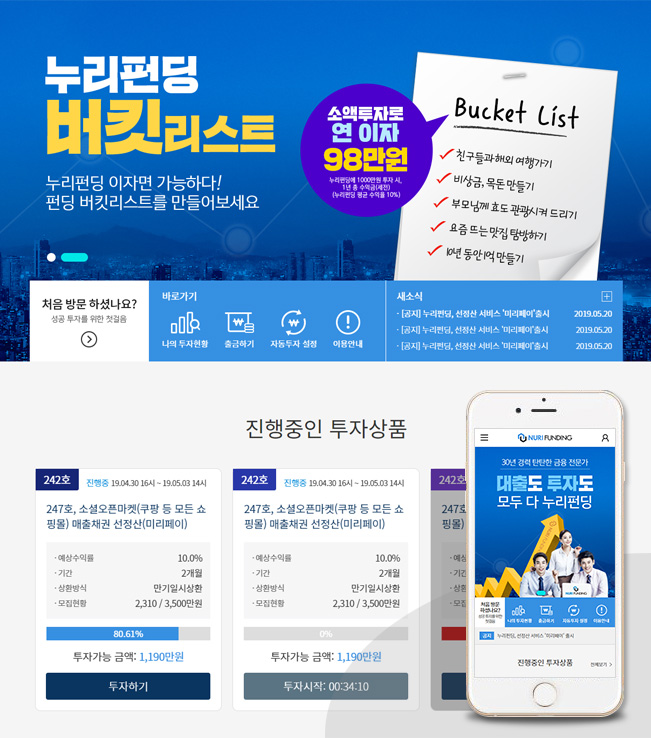 누리펀딩
버킷리스트
누리펀딩 이자면 가능하다!
펀딩 버킷리스트를 만들어보세요
소액투자로
연 이자
98만원
누리펀딩에 1000만원 투자 시,
1년 총 수익금(세전)
(누리펀딩 평균 수익율 10%)
Bucket List
친구들과 해외 여행가기
비상금, 목돈 만들기
부모님께 효도 관광시켜 드리기
요즘 뜨는 맛집 탐방하기
10년 동안 1억 만들기
처음 방문 하셨나요?
성공 투자를 위한 첫걸음
바로가기
나의 투자현황
출금하기
자동투자 설정
이용안내
새소식
· [공지] 누리펀딩, 선정산 서비스 '미리페이'출시 2019.05.20
· [공지] 누리펀딩, 선정산 서비스 '미리페이'출시 2019.05.20
· [공지] 누리펀딩, 선정산 서비스 '미리페이'출시 2019.05.20
진행중인 투자상품
242호 진행중 19.04.30 16시 ~ 19.05.03 14시
247호, 소셜오픈마켓(쿠팡 등 모든 쇼
핑몰) 매출채권 선정산(미리페이)
· 예상수익률 10.0%
· 기간 2개월
· 상환방식 만기일시상환
· 모집현황 2,310 / 3,500만원
80.61%
투자가능 금액: 1,190만원
투자하기
242호 진행중 19.04.30 16시 ~ 19.05.03 14시
247호, 소셜오픈마켓(쿠팡 등 모든 쇼
핑몰) 매출채권 선정산(미리페이)
· 예상수익률 10.0%
· 기간 2개월
· 상환방식 만기일시상환
· 모집현황 2,310 / 3,500만원
0%
투자가능 금액: 1,190만원
투자시작: 00:34:10
242호
247호
핑몰)
· 기간
· 상환
· 모집
NURI FUNDING
30년 경력 탄탄한 금융 전문가
대출도 투자도
모두 다 누리펀딩
NURI FUNDING
처음 방문
하셨나요?
성공 투자를 위한
첫걸음
나의 투자현황
출금하기
자동투자 설정
이용안내
공지 누리펀딩, 선정산 서비스 '미리페이' 출시
진행중인 투자상품
전체보기 >